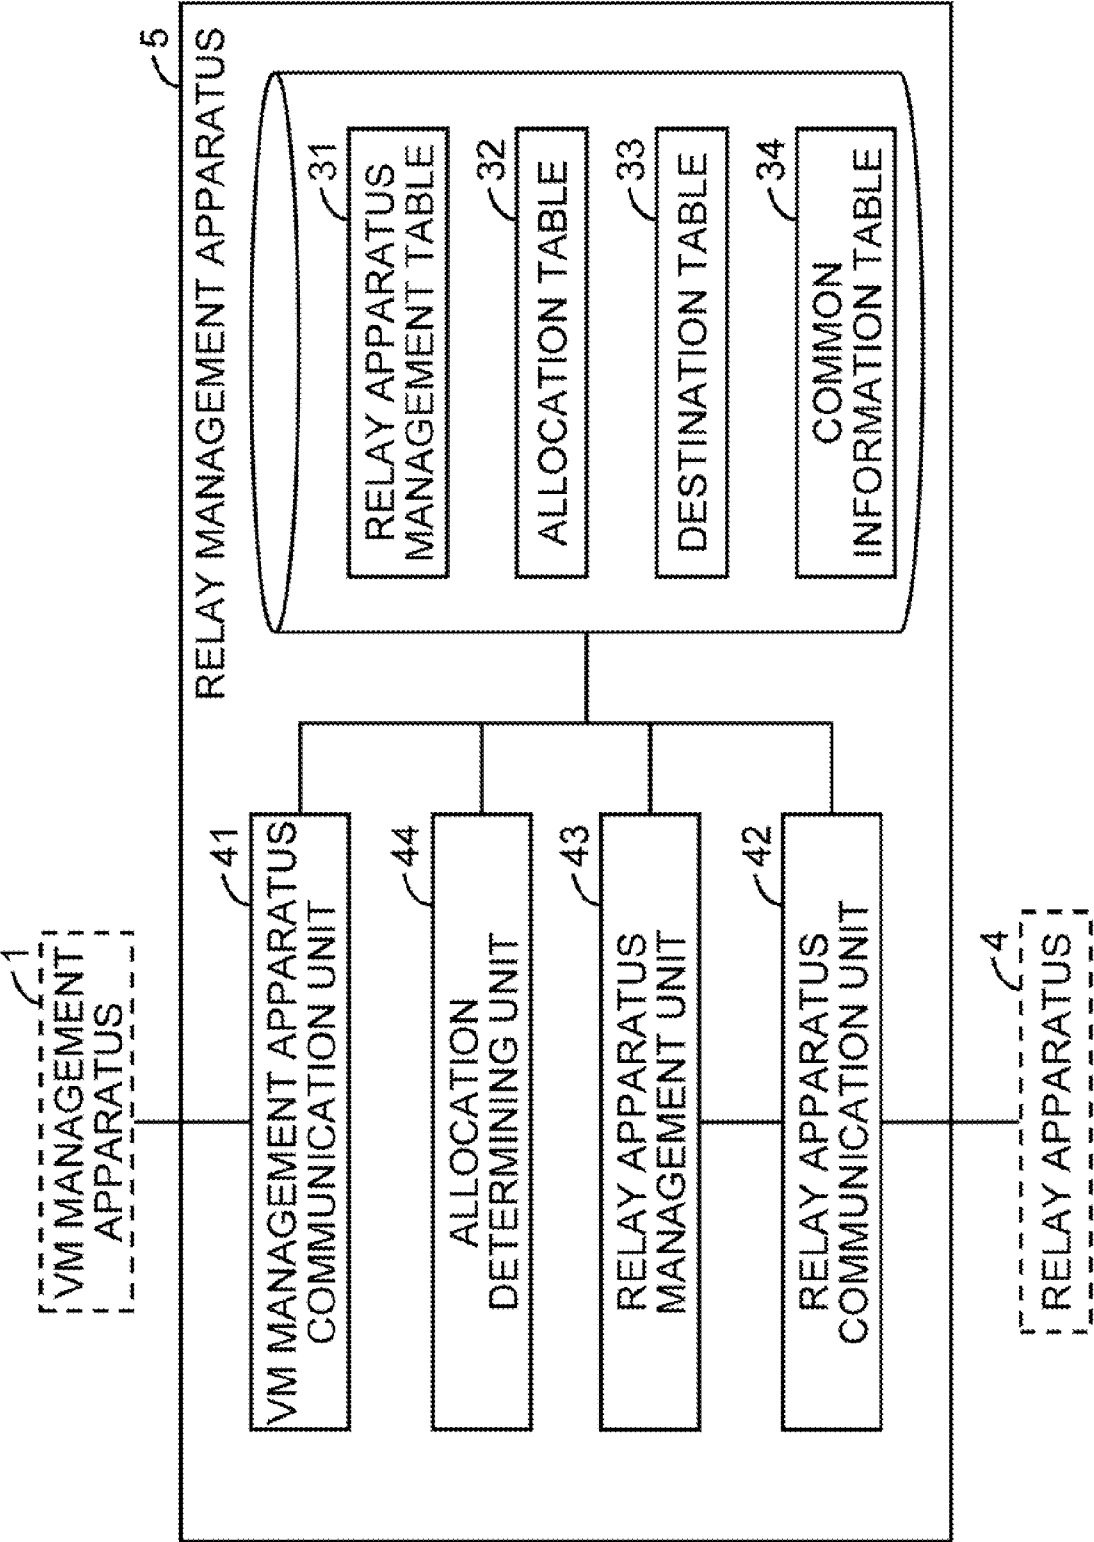 1
VM MANAGEMENT
APPARATUS
5
RELAY MANAGEMENT APPARATUS
41
VM MANAGEMENT APPARATUS
COMMUNICATION UNIT
44
ALLOCATION
DETERMINING UNIT
43
RELAY APPARATUS
MANAGEMENT UNIT
42
RELAY APPARATUS
COMMUNICATION UNIT
31
RELAY APPARATUS
MANAGEMENT TABLE
32
ALLOCATION TABLE
33
DESTINATION TABLE
34
COMMON
INFORMATION TABLE
4
RELAY APPARATUS